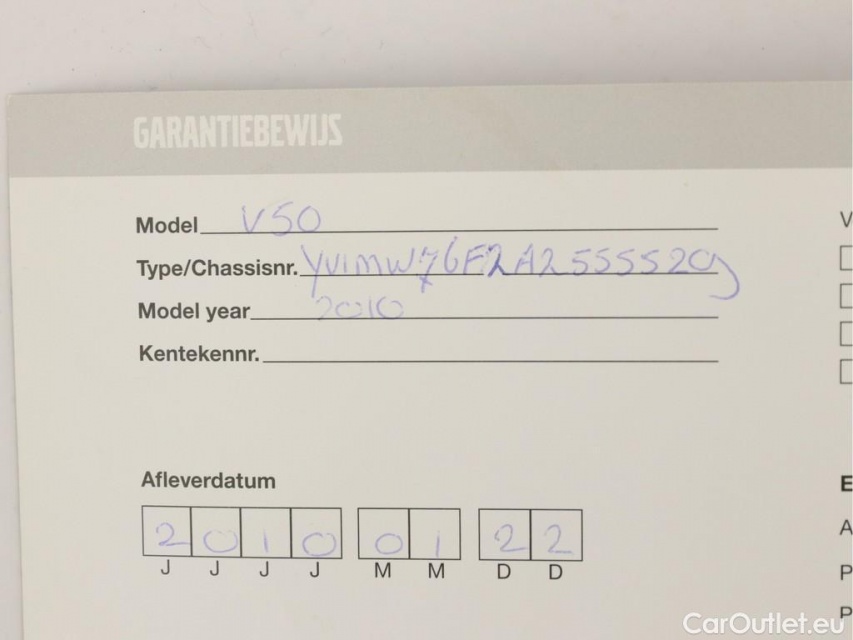 GARANTIEBEWIJS
Model V50
Type/Chassisnr. YV1MW76F2A2555529
Model year 2010
Kentekennr.
Afleverdatum
2 0 1 0 0 1 2 2
J J J J M M D D
V
E
A
P
P
CarOutlet.eu